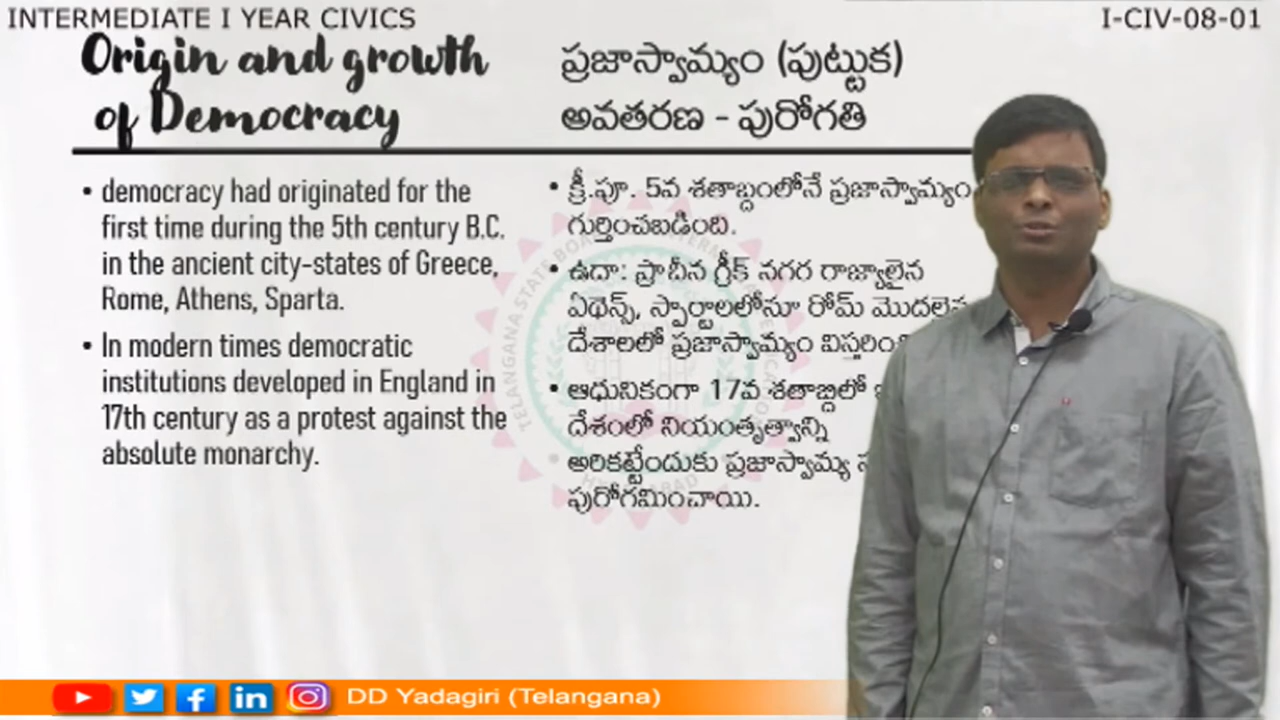 INTERMEDIATE I YEAR CIVICS
I-CIV-08-01
Origin and growth
of Democracy
ప్రజాస్వామ్యం (పుట్టుక)
అవతరణ - పురోగతి
• democracy had originated for the
first time during the 5th century B.C.
in the ancient city-states of Greece,
Rome, Athens, Sparta.
• In modern times democratic
institutions developed in England in
17th century as a protest against the
absolute monarchy.
• క్రీ.పూ. 5వ శతాబ్దంలోనే ప్రజాస్వామ్యం
గుర్తించబడింది.
• ఉదా: ప్రాచీన గ్రీక్ నగర రాజ్యాలైన
ఏథెన్స్, స్పార్టాలలోనూ రోమ్
దేశాలలో ప్రజాస్వామ్యం
• ఆధునికంగా 17వ శతాబ్దిలో
దేశంలో నియంతృత్వాన్ని
అరికట్టేందుకు ప్రజాస్వామ్య
పురోగమించాయి.
TELANGANA STATE BOARD
DD Yadagiri (Telangana)